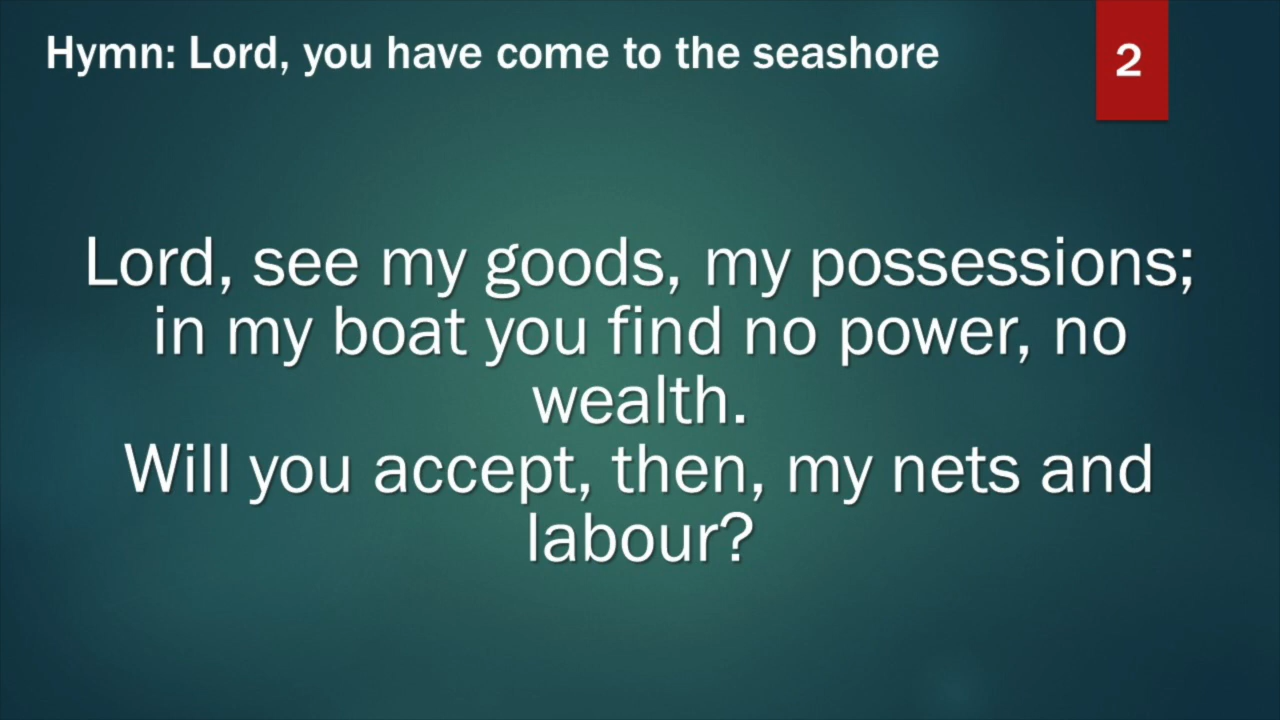 Hymn: Lord, you have come to the seashore
2
Lord, see my goods, my possessions;
in my boat you find no power, no
wealth.
Will you accept, then, my nets and
labour?